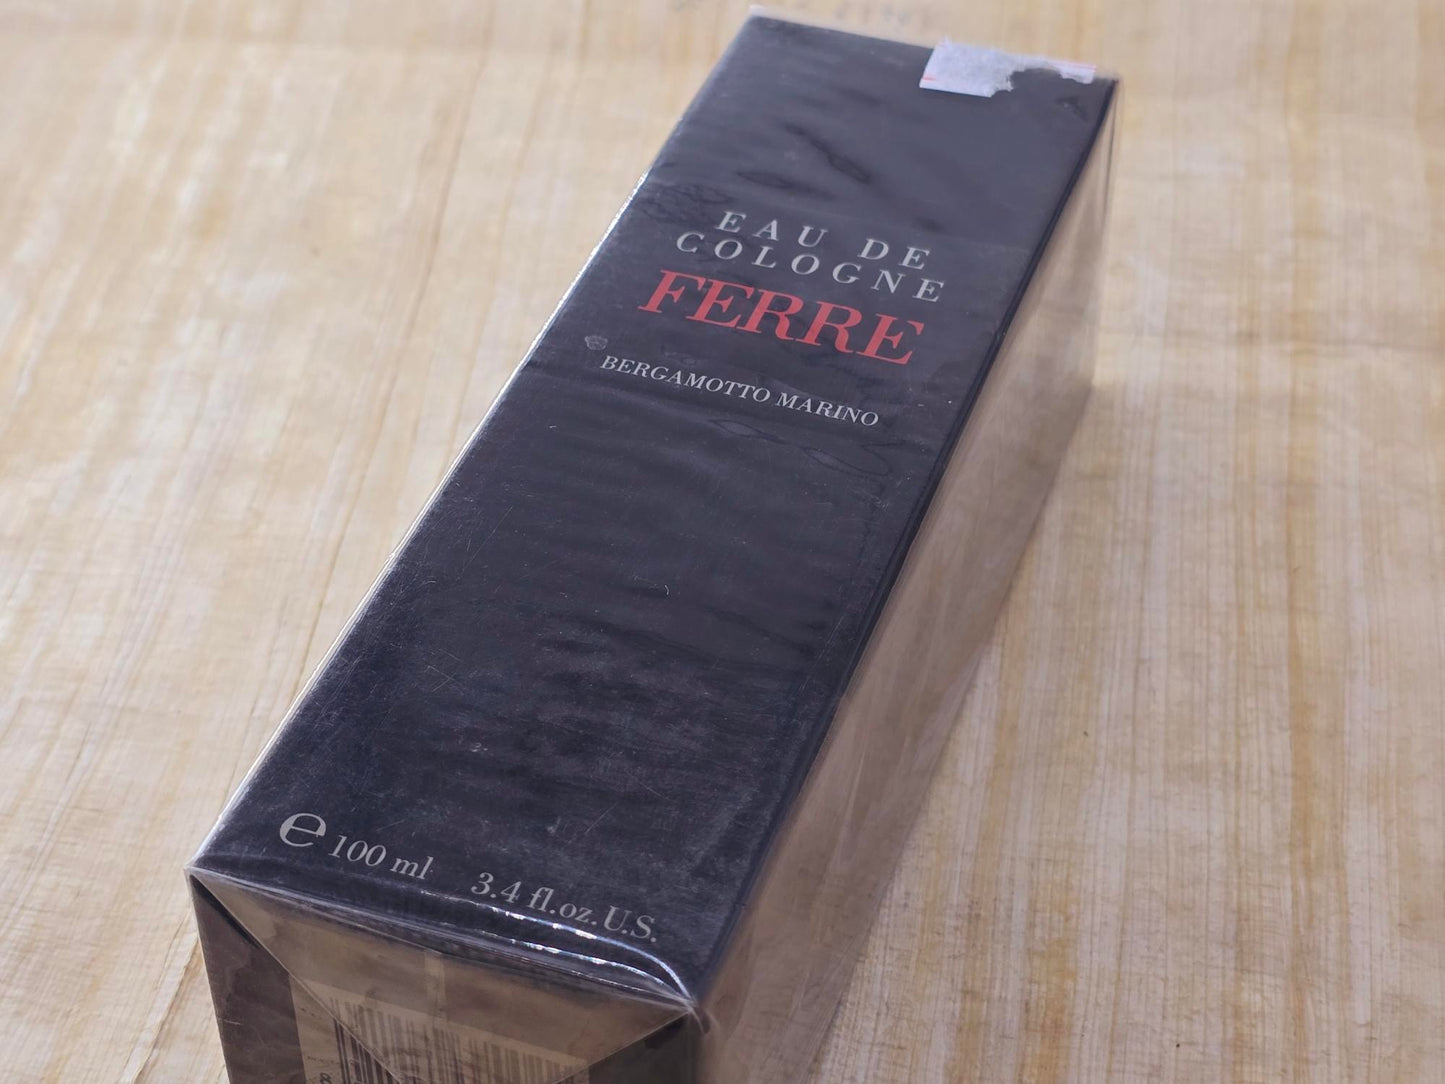 EAU DE
COLOGNE
FERRE
BERGAMOTTO MARINO
℮ 100 ml 3.4 fl.oz.U.S.